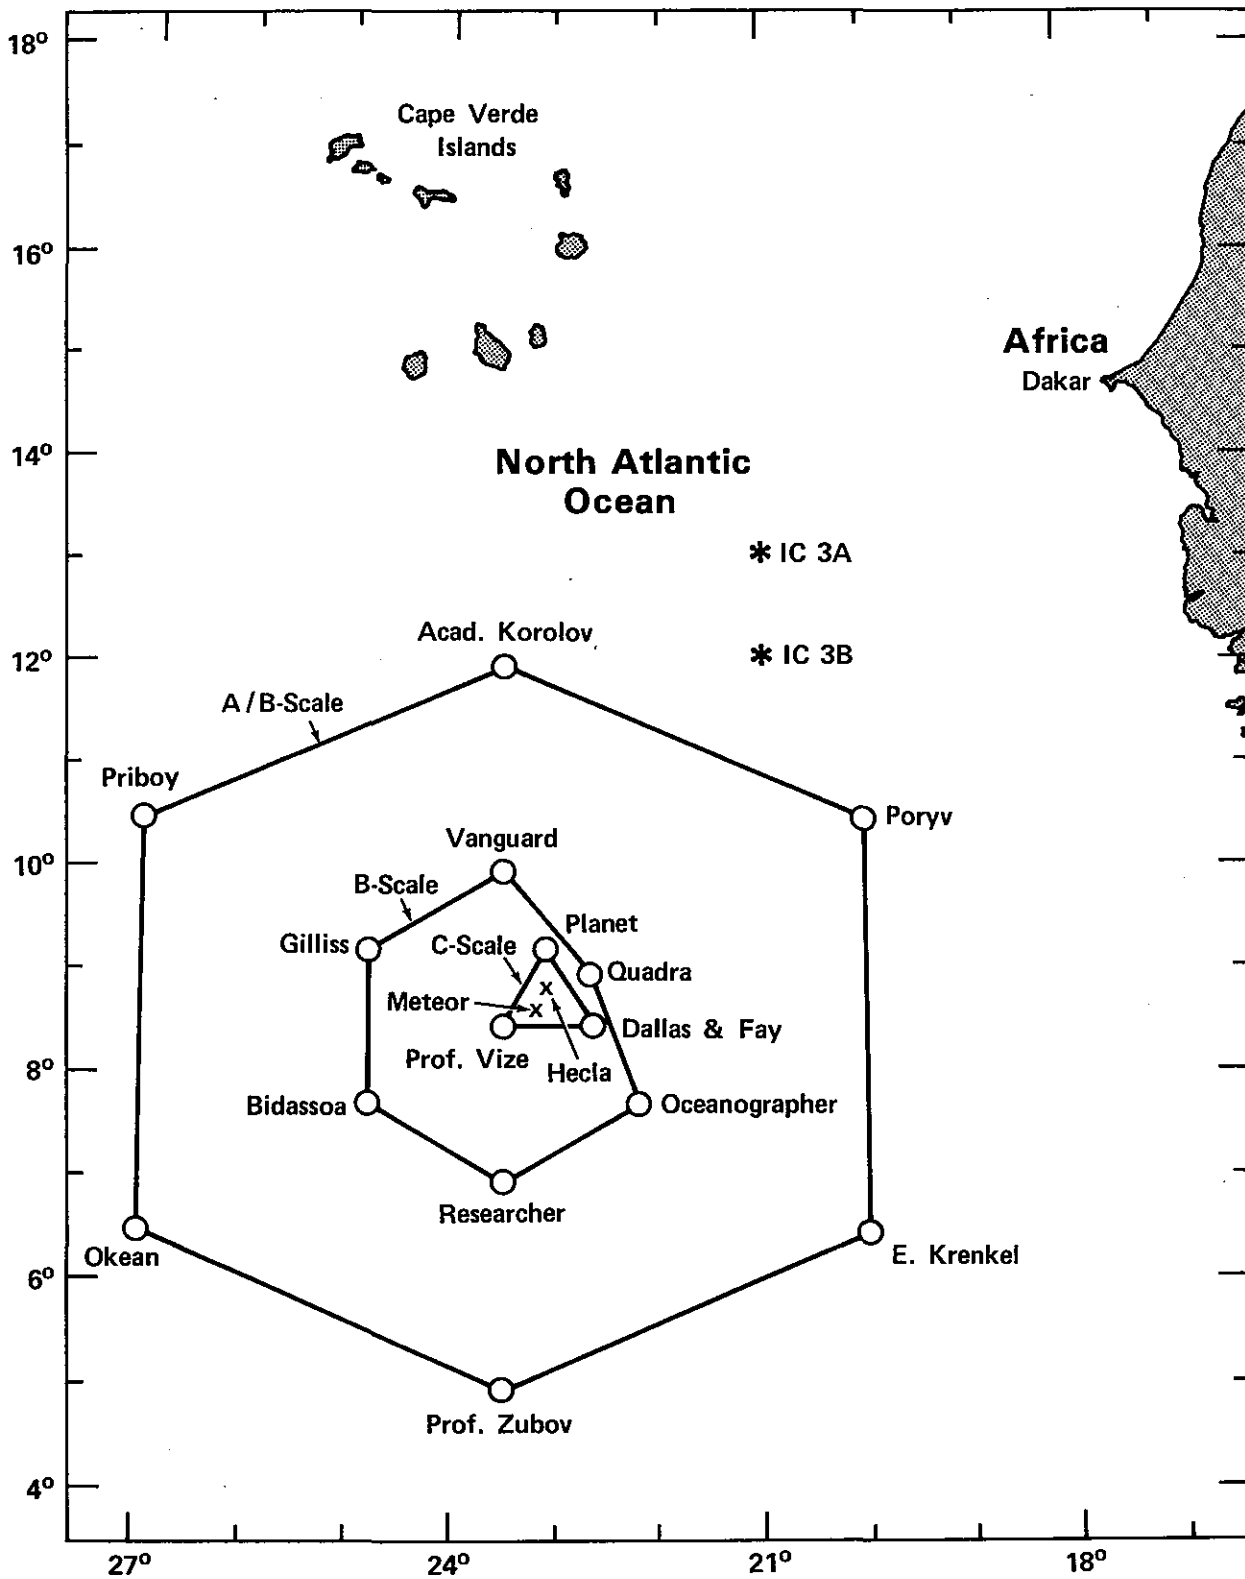 18°
Cape Verde
Islands
16°
Africa
Dakar
14°
North Atlantic
Ocean
* IC 3A
12°
* IC 3B
Acad. Korolov
A/B-Scale
Priboy
Poryv
10°
Vanguard
B-Scale
Planet
Gilliss
C-Scale
Quadra
Meteor
x
x
Dallas & Fay
Prof. Vize
Hecla
8°
Bidassoa
Oceanographer
Researcher
Okean
E. Krenkel
6°
Prof. Zubov
4°
27°
24°
21°
18°